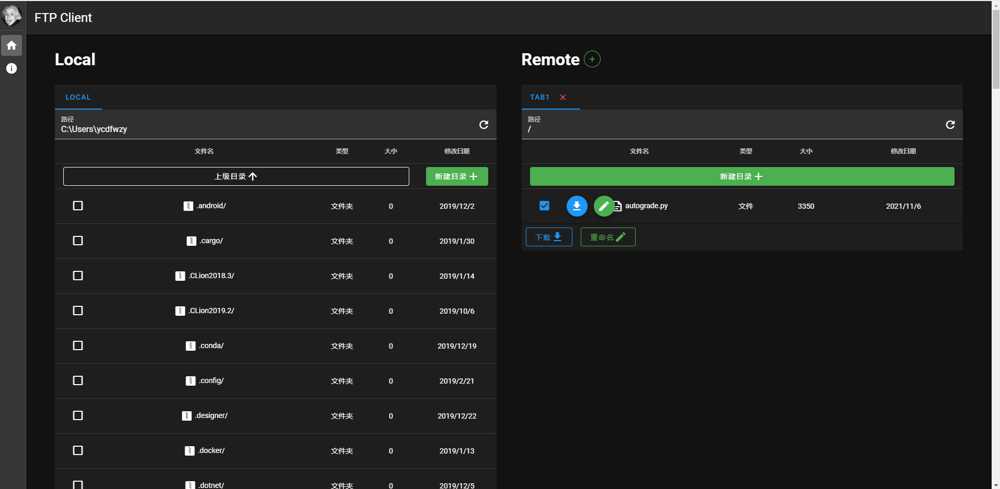 FTP Client
Local
LOCAL
路径
C:\Users\ycdfwzy
文件名 类型 大小 修改日期
上级目录 新建目录
.android/ 文件夹 0 2019/12/2
.cargo/ 文件夹 0 2019/1/30
.CLion2018.3/ 文件夹 0 2019/1/14
.CLion2019.2/ 文件夹 0 2019/10/6
.conda/ 文件夹 0 2019/12/19
.config/ 文件夹 0 2019/2/21
.designer/ 文件夹 0 2019/12/22
.docker/ 文件夹 0 2019/1/13
.dotnet/ 文件夹 0 2019/12/5
Remote
TAB1
路径
/
文件名 类型 大小 修改日期
新建目录
autograde.py 文件 3350 2021/11/6
下载 重命名